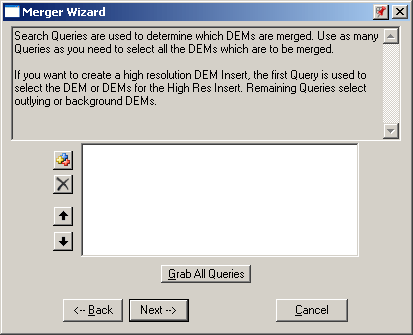 Merger Wizard
Search Queries are used to determine which DEMs are merged. Use as many
Queries as you need to select all the DEMs which are to be merged.
If you want to create a high resolution DEM Insert, the first Query is used to
select the DEM or DEMs for the High Res Insert. Remaining Queries select
outlying or background DEMs.
Grab All Queries
<-- Back
Next -->
Cancel